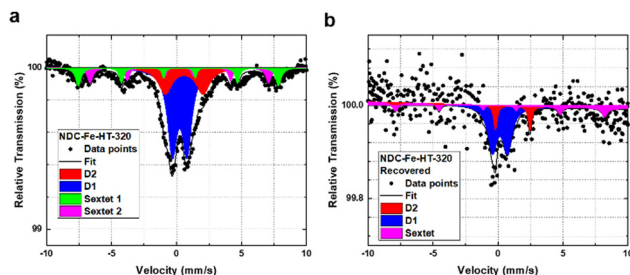 a
100
99
Relative Transmission (%)
NDC-Fe-HT-320
Data points
Fit
D2
D1
Sextet 1
Sextet 2
-10 -5 0 5 10
Velocity (mm/s)
b
100.0
99.8
Relative Transmission (%)
NDC-Fe-HT-320
Recovered
Data points
Fit
D2
D1
Sextet
-10 -5 0 5 10
Velocity (mm/s)